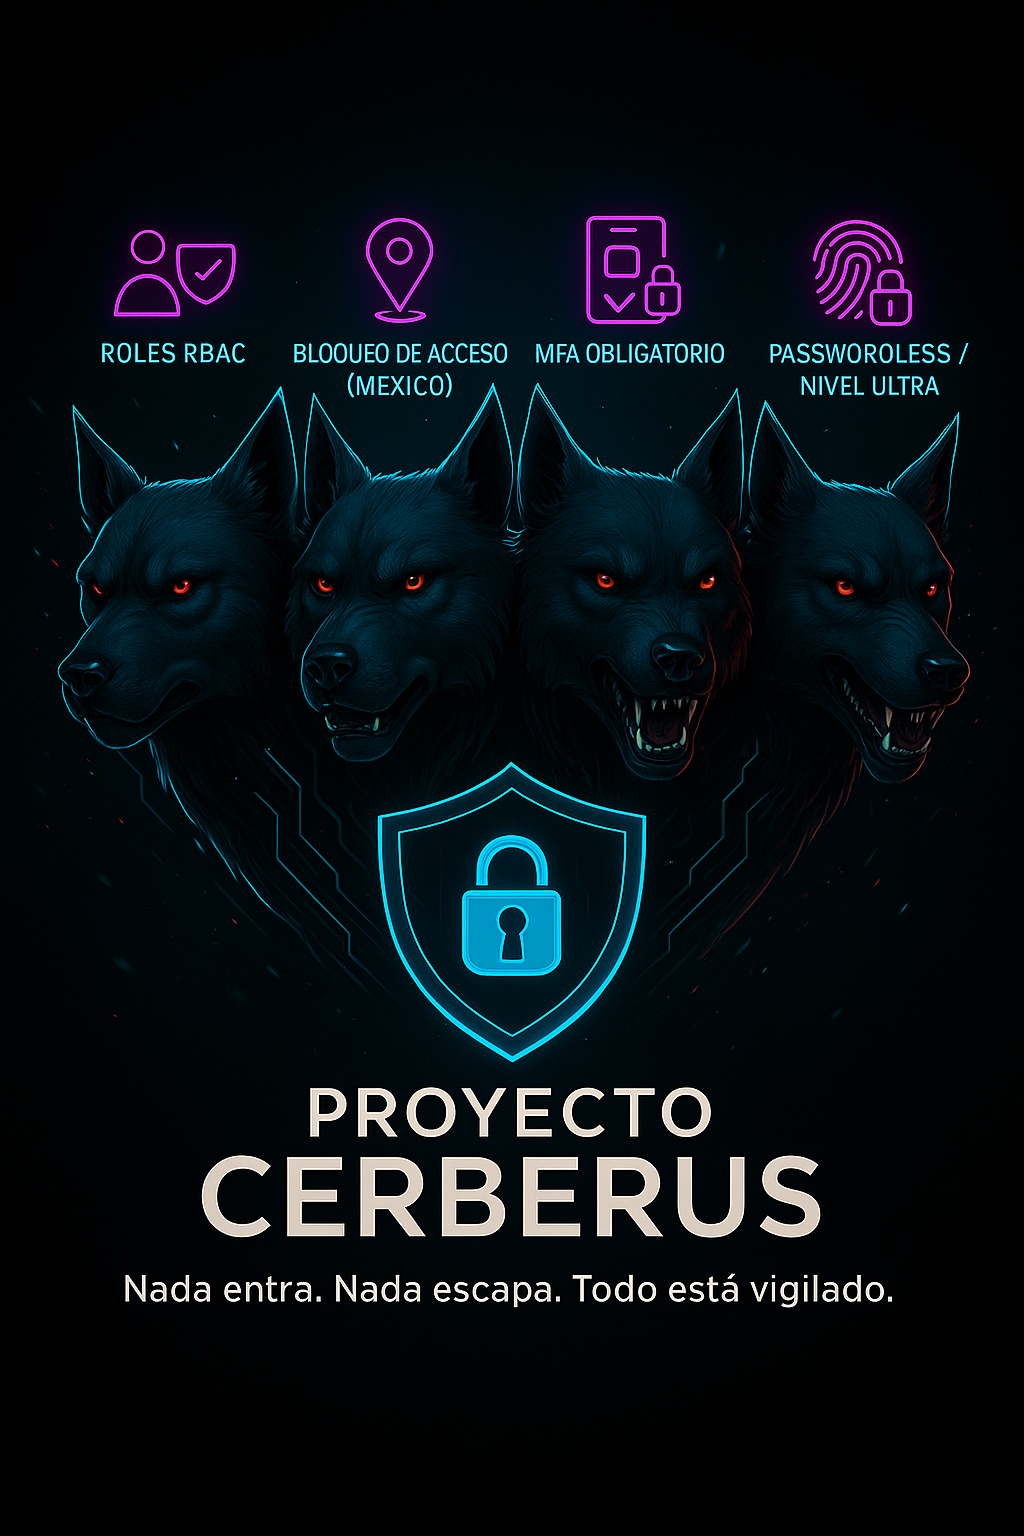 ROLES RBAC
BLOOUEO DE ACCESO
(MEXICO)
MFA OBLIGATORIO
PASSWOROLESS /
NIVEL ULTRA
PROYECTO
CERBERUS
Nada entra. Nada escapa. Todo está vigilado.